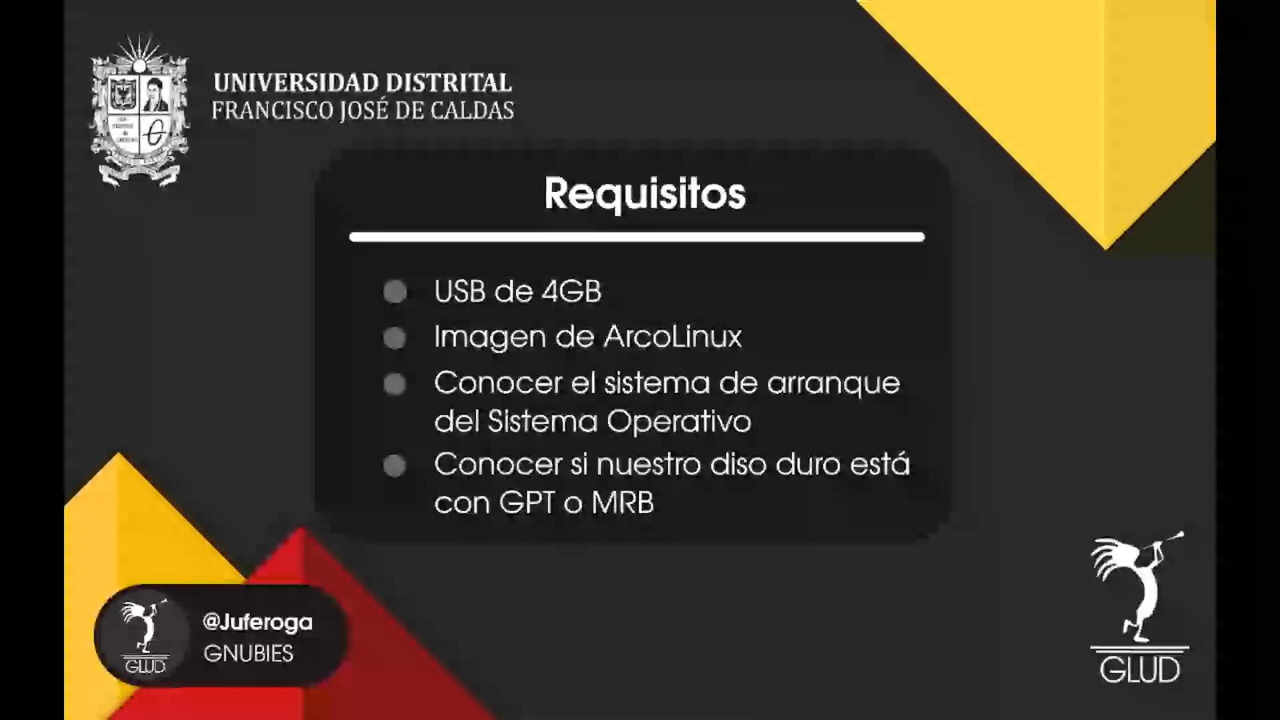 UNIVERSIDAD DISTRITAL
FRANCISCO JOSÉ DE CALDAS
Requisitos
USB de 4GB
Imagen de ArcoLinux
Conocer el sistema de arranque
del Sistema Operativo
Conocer si nuestro diso duro está
con GPT o MRB
@Juferoga
GNUBIES
GLUD
GLUD